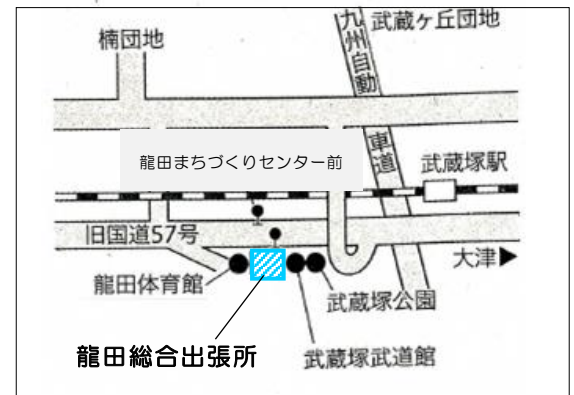 楠団地
九州自動車道
武蔵ヶ丘団地
龍田まちづくりセンター前
武蔵塚駅
旧国道57号
大津▶
龍田体育館
武蔵塚公園
龍田総合出張所
武蔵塚武道館